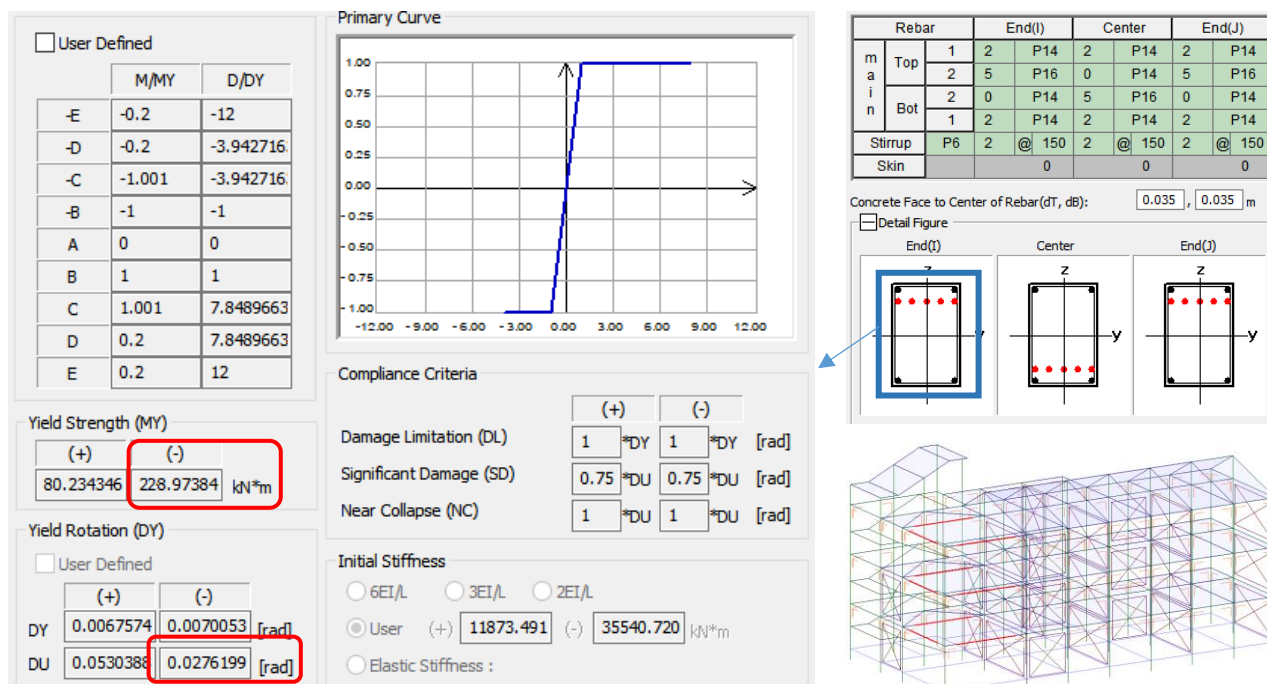 User Defined
M/MY D/DY
-E -0.2 -12
-D -0.2 -3.942716
-C -1.001 -3.942716
-B -1 -1
A 0 0
B 1 1
C 1.001 7.8489663
D 0.2 7.8489663
E 0.2 12
Yield Strength (MY)
(+) (-)
80.234346 228.97384 kN*m
Yield Rotation (DY)
User Defined
(+) (-)
DY 0.0067574 0.0070053 [rad]
DU 0.0530388 0.0276199 [rad]
Primary Curve
1.00
0.75
0.50
0.25
0.00
-0.25
-0.50
-0.75
-1.00
-12.00 -9.00 -6.00 -3.00 0.00 3.00 6.00 9.00 12.00
Compliance Criteria
(+) (-)
Damage Limitation (DL) 1 *DY 1 *DY [rad]
Significant Damage (SD) 0.75 *DU 0.75 *DU [rad]
Near Collapse (NC) 1 *DU 1 *DU [rad]
Initial Stiffness
6EI/L 3EI/L 2EI/L
User (+) 11873.491 (-) 35540.720 kN*m
Elastic Stiffness :
Rebar End(I) Center End(J)
main Top 1 2 P14 2 P14 2 P14
2 5 P16 0 P14 5 P16
Bot 2 0 P14 5 P16 0 P14
1 2 P14 2 P14 2 P14
Stirrup P6 2 @ 150 2 @ 150 2 @ 150
Skin 0 0 0
Concrete Face to Center of Rebar(dT, dB): 0.035 , 0.035 m
Detail Figure
End(I) Center End(J)
z z z
y y y